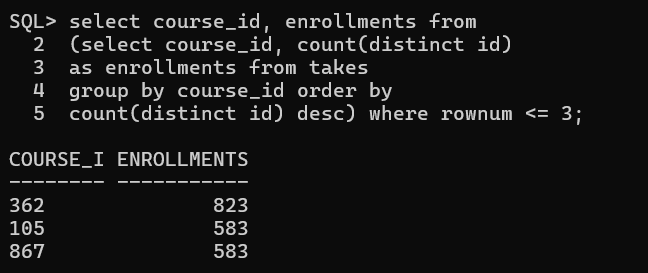 SQL> select course_id, enrollments from
  2  (select course_id, count(distinct id)
  3  as enrollments from takes
  4  group by course_id order by
  5  count(distinct id) desc) where rownum <= 3;
COURSE_I ENROLLMENTS
-------- -----------
362              823
105              583
867              583